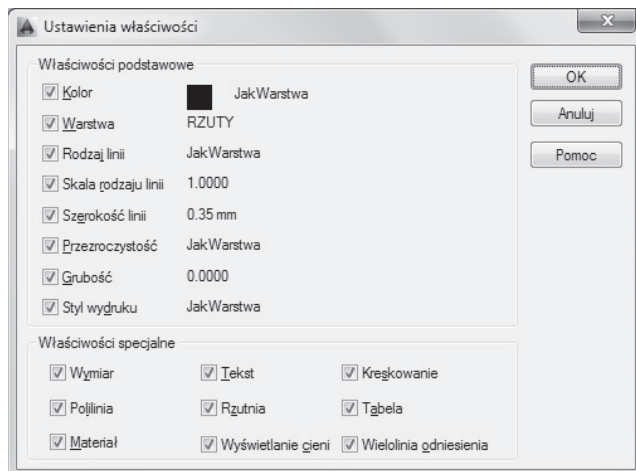 Ustawienia właściwości
Właściwości podstawowe
OK
Kolor JakWarstwa
Anuluj
Warstwa RZUTY
Rodzaj linii JakWarstwa
Pomoc
Skala rodzaju linii 1.0000
Szerokość linii 0.35 mm
Przezroczystość JakWarstwa
Grubość 0.0000
Styl wydruku JakWarstwa
Właściwości specjalne
Wymiar Tekst Kreskowanie
Polilinia Rzutnia Tabela
Materiał Wyświetlanie cieni Wielolinia odniesienia